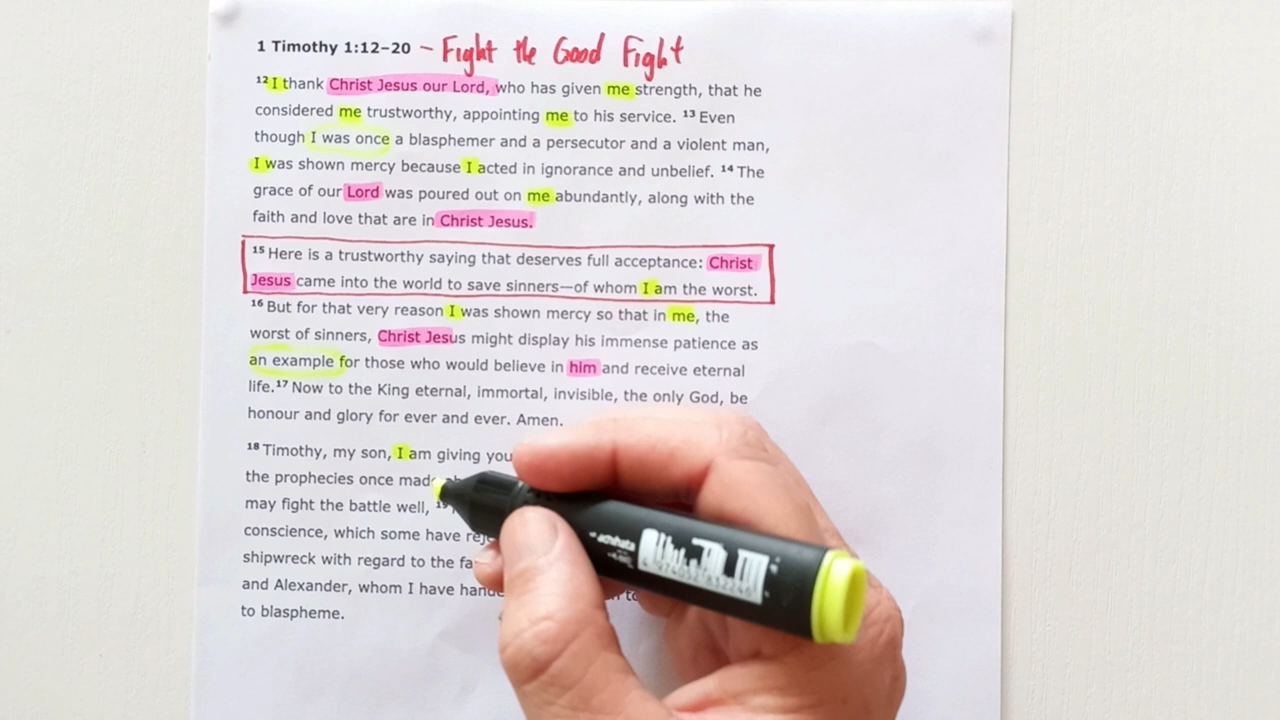 1 Timothy 1:12–20 – Fight the Good Fight
12 I thank Christ Jesus our Lord, who has given me strength, that he
considered me trustworthy, appointing me to his service. 13 Even
though I was once a blasphemer and a persecutor and a violent man,
I was shown mercy because I acted in ignorance and unbelief. 14 The
grace of our Lord was poured out on me abundantly, along with the
faith and love that are in Christ Jesus.
15 Here is a trustworthy saying that deserves full acceptance: Christ
Jesus came into the world to save sinners—of whom I am the worst.
16 But for that very reason I was shown mercy so that in me, the
worst of sinners, Christ Jesus might display his immense patience as
an example for those who would believe in him and receive eternal
life.17 Now to the King eternal, immortal, invisible, the only God, be
honour and glory for ever and ever. Amen.
18 Timothy, my son, I am giving you
the prophecies once
may fight the battle well, 19
conscience, which some have
shipwreck with regard to the
and Alexander, whom I have
to blaspheme.